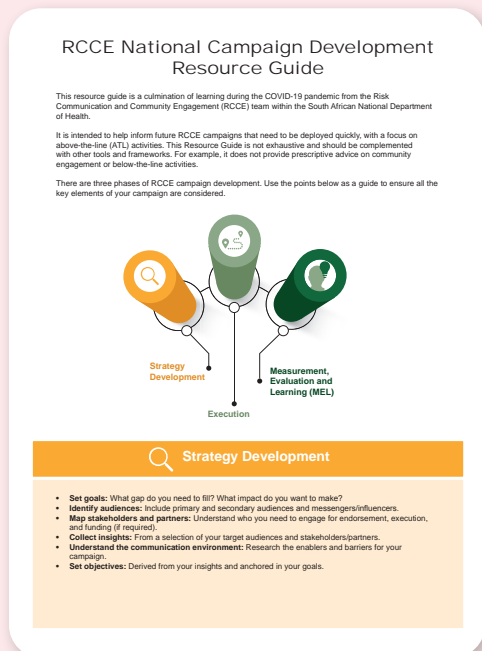 RCCE National Campaign Development
Resource Guide
This resource guide is a culmination of learning during the COVID-19 pandemic from the Risk
Communication and Community Engagement (RCCE) team within the South African National Department
of Health.
It is intended to help inform future RCCE campaigns that need to be deployed quickly, with a focus on
above-the-line (ATL) activities. This Resource Guide is not exhaustive and should be complemented
with other tools and frameworks. For example, it does not provide prescriptive advice on community
engagement or below-the-line activities.
There are three phases of RCCE campaign development. Use the points below as a guide to ensure all the
key elements of your campaign are considered.
Strategy
Development
Execution
Measurement,
Evaluation and
Learning (MEL)
Strategy Development
• Set goals: What gap do you need to fill? What impact do you want to make?
• Identify audiences: Include primary and secondary audiences and messengers/influencers.
• Map stakeholders and partners: Understand who you need to engage for endorsement, execution,
and funding (if required).
• Collect insights: From a selection of your target audiences and stakeholders/partners.
• Understand the communication environment: Research the enablers and barriers for your
campaign.
• Set objectives: Derived from your insights and anchored in your goals.